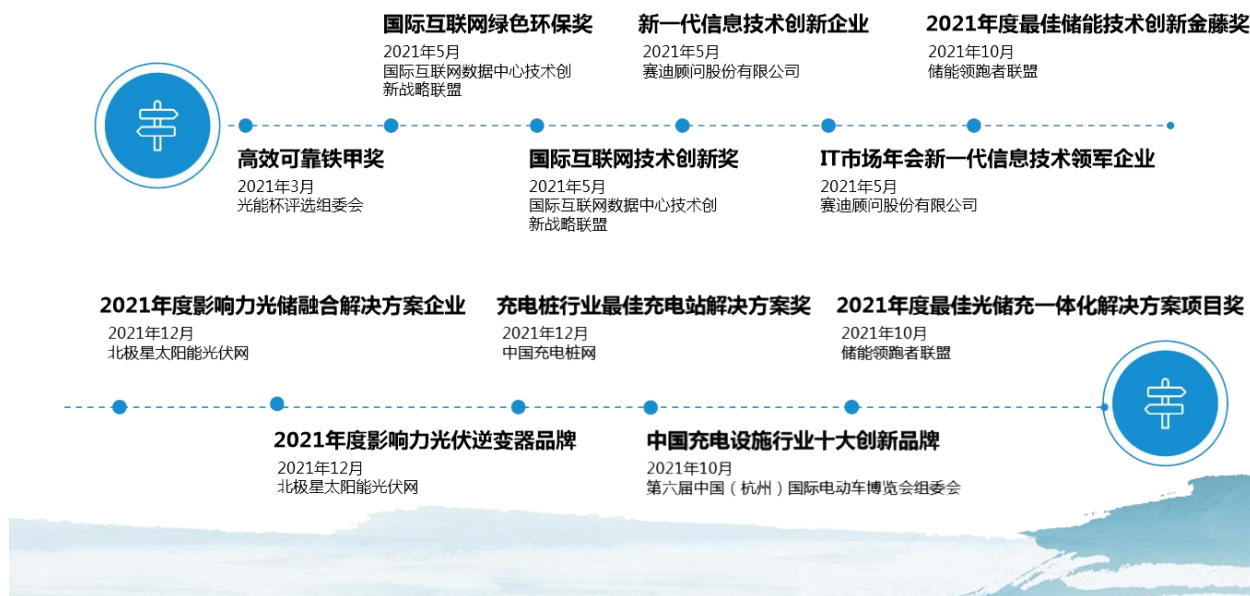 国际互联网绿色环保奖
2021年5月
国际互联网数据中心技术创
新战略联盟
新一代信息技术创新企业
2021年5月
赛迪顾问股份有限公司
2021年度最佳储能技术创新金藤奖
2021年10月
储能领跑者联盟
高效可靠铁甲奖
2021年3月
光能杯评选组委会
国际互联网技术创新奖
2021年5月
国际互联网数据中心技术创
新战略联盟
IT市场年会新一代信息技术领军企业
2021年5月
赛迪顾问股份有限公司
2021年度影响力光储融合解决方案企业
2021年12月
北极星太阳能光伏网
充电桩行业最佳充电站解决方案奖
2021年12月
中国充电桩网
2021年度最佳光储充一体化解决方案项目奖
2021年10月
储能领跑者联盟
2021年度影响力光伏逆变器品牌
2021年12月
北极星太阳能光伏网
中国充电设施行业十大创新品牌
2021年10月
第六届中国（杭州）国际电动车博览会组委会